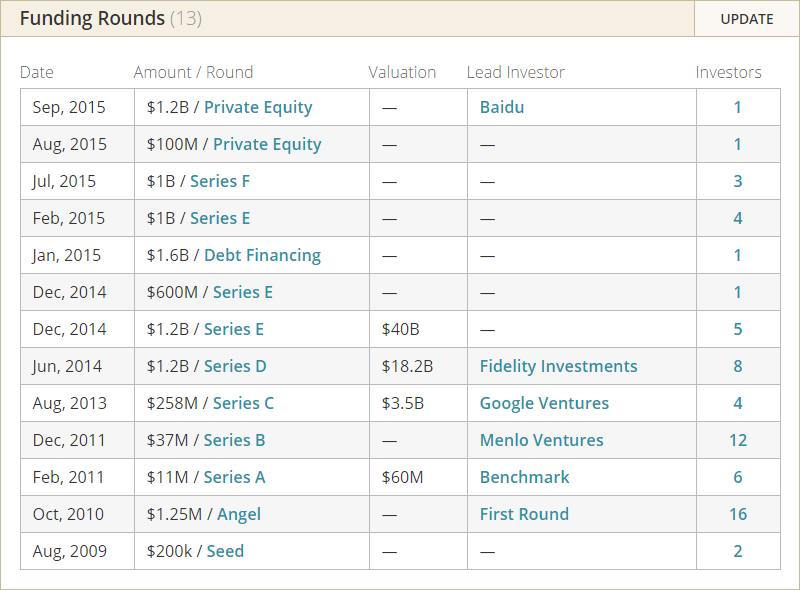 Funding Rounds (13) UPDATE
Date Amount / Round Valuation Lead Investor Investors
Sep, 2015 $1.2B / Private Equity — Baidu 1
Aug, 2015 $100M / Private Equity — — 1
Jul, 2015 $1B / Series F — — 3
Feb, 2015 $1B / Series E — — 4
Jan, 2015 $1.6B / Debt Financing — — 1
Dec, 2014 $600M / Series E — — 1
Dec, 2014 $1.2B / Series E $40B — 5
Jun, 2014 $1.2B / Series D $18.2B Fidelity Investments 8
Aug, 2013 $258M / Series C $3.5B Google Ventures 4
Dec, 2011 $37M / Series B — Menlo Ventures 12
Feb, 2011 $11M / Series A $60M Benchmark 6
Oct, 2010 $1.25M / Angel — First Round 16
Aug, 2009 $200k / Seed — — 2